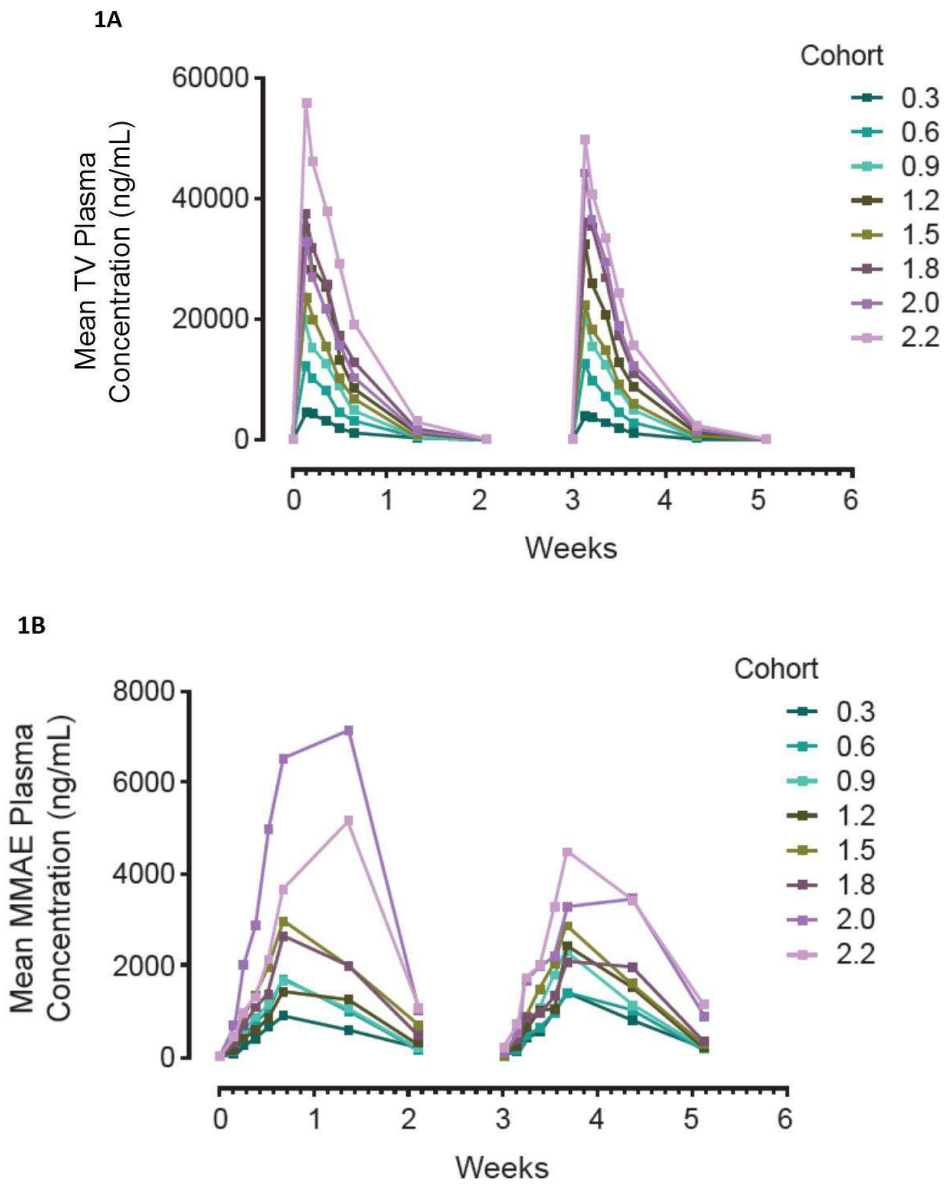 1A
Mean TV Plasma
Concentration (ng/mL)
60000
40000
20000
0
0 1 2 3 4 5 6
Weeks
Cohort
0.3
0.6
0.9
1.2
1.5
1.8
2.0
2.2
1B
Mean MMAE Plasma
Concentration (ng/mL)
8000
6000
4000
2000
0
0 1 2 3 4 5 6
Weeks
Cohort
0.3
0.6
0.9
1.2
1.5
1.8
2.0
2.2